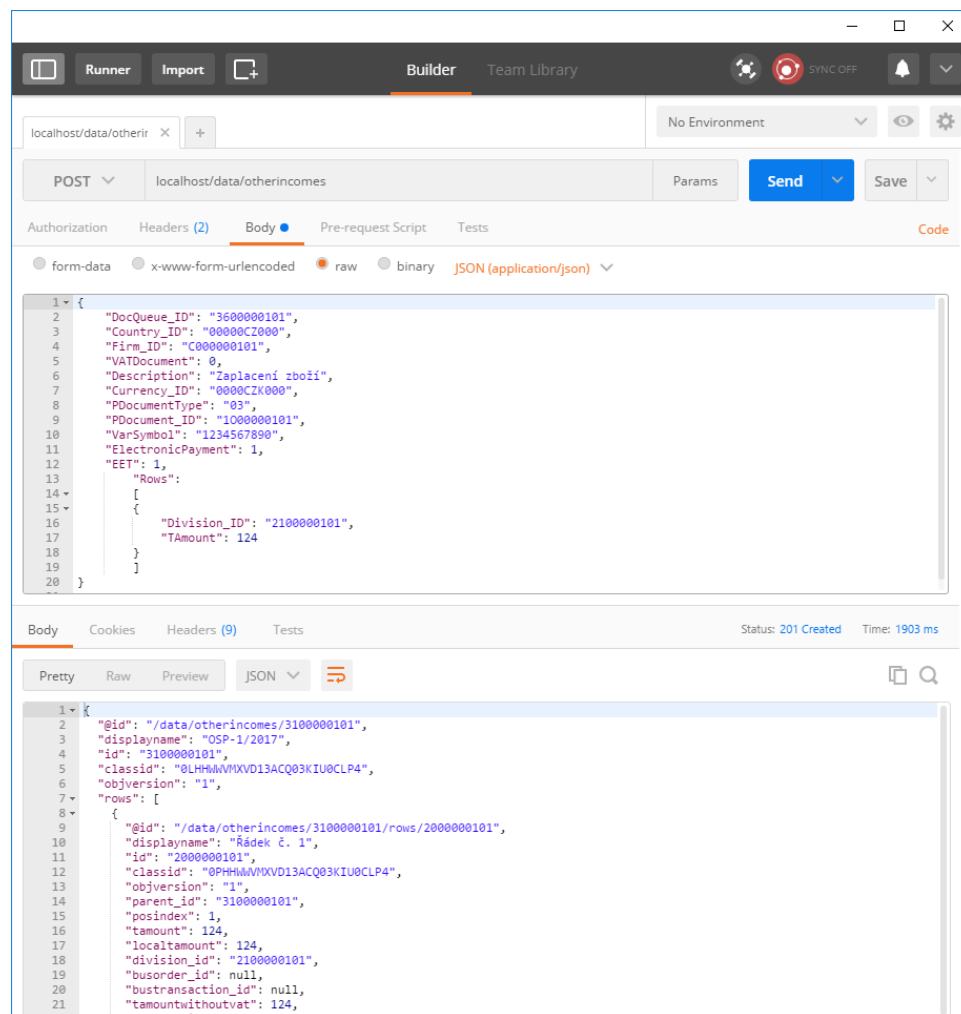 Runner Import Builder Team Library SYNC OFF
localhost/data/otherir No Environment
POST localhost/data/otherincomes Params Send Save
Authorization Headers (2) Body Pre-request Script Tests Code
form-data x-www-form-urlencoded raw binary JSON (application/json)
1 {
2 "DocQueue_ID": "3600000101",
3 "Country_ID": "00000CZ000",
4 "Firm_ID": "C000000101",
5 "VATDocument": 0,
6 "Description": "Zaplacení zboží",
7 "Currency_ID": "0000CZK000",
8 "PDocumentType": "03",
9 "PDocument_ID": "1O00000101",
10 "VarSymbol": "1234567890",
11 "ElectronicPayment": 1,
12 "EET": 1,
13 "Rows":
14 [
15 {
16 "Division_ID": "2100000101",
17 "TAmount": 124
18 }
19 ]
20 }
Body Cookies Headers (9) Tests Status: 201 Created Time: 1903 ms
Pretty Raw Preview JSON
1 {
2 "@id": "/data/otherincomes/3100000101",
3 "displayname": "OSP-1/2017",
4 "id": "3100000101",
5 "classid": "0LHHWWVMXVD13ACQ03KIU0CLP4",
6 "objversion": "1",
7 "rows": [
8 {
9 "@id": "/data/otherincomes/3100000101/rows/2000000101",
10 "displayname": "Řádek č. 1",
11 "id": "2000000101",
12 "classid": "0PHHWWVMXVD13ACQ03KIU0CLP4",
13 "objversion": "1",
14 "parent_id": "3100000101",
15 "posindex": 1,
16 "tamount": 124,
17 "localtamount": 124,
18 "division_id": "2100000101",
19 "busorder_id": null,
20 "bustransaction_id": null,
21 "tamountwithoutvat": 124,